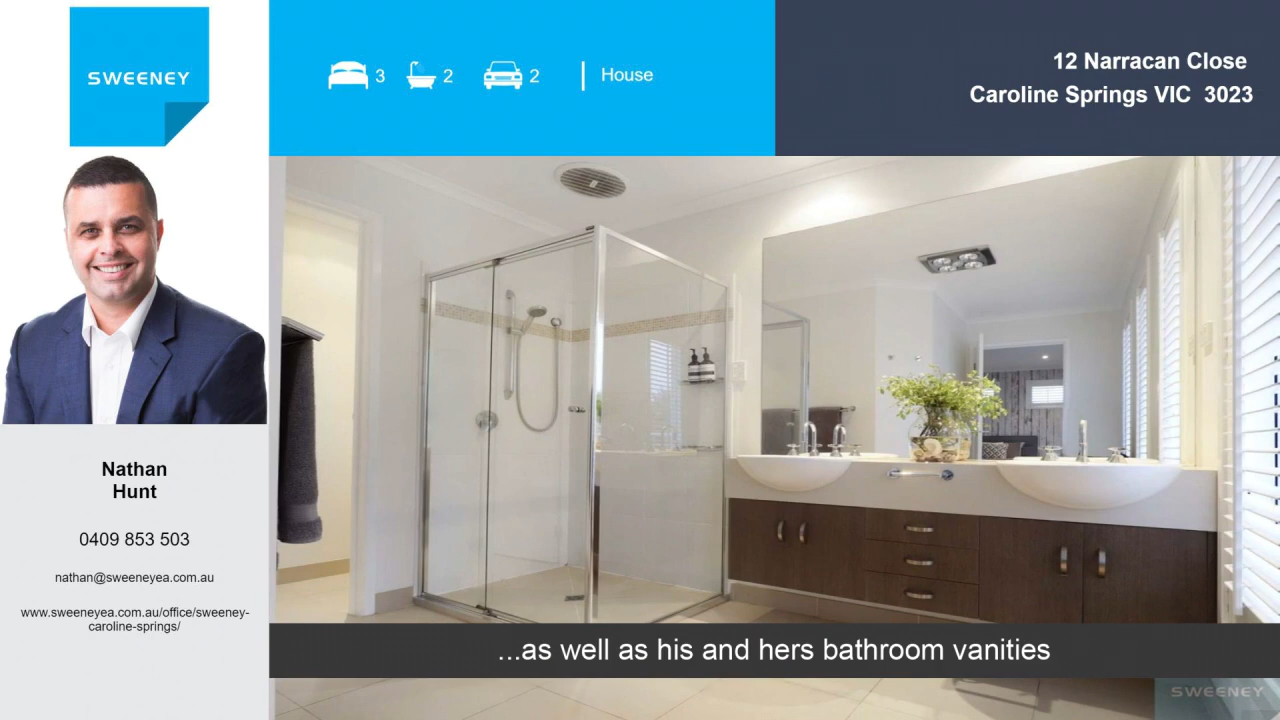 SWEENEY
3 2 2 House
12 Narracan Close
Caroline Springs VIC 3023
Nathan
Hunt
0409 853 503
nathan@sweeneyea.com.au
www.sweeneyea.com.au/office/sweeney-
caroline-springs/
...as well as his and hers bathroom vanities
SWEENEY